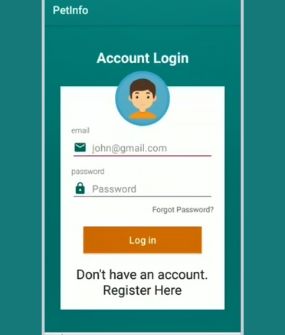 PetInfo
Account Login
email
john@gmail.com
password
Password
Forgot Password?
Log in
Don't have an account.
Register Here